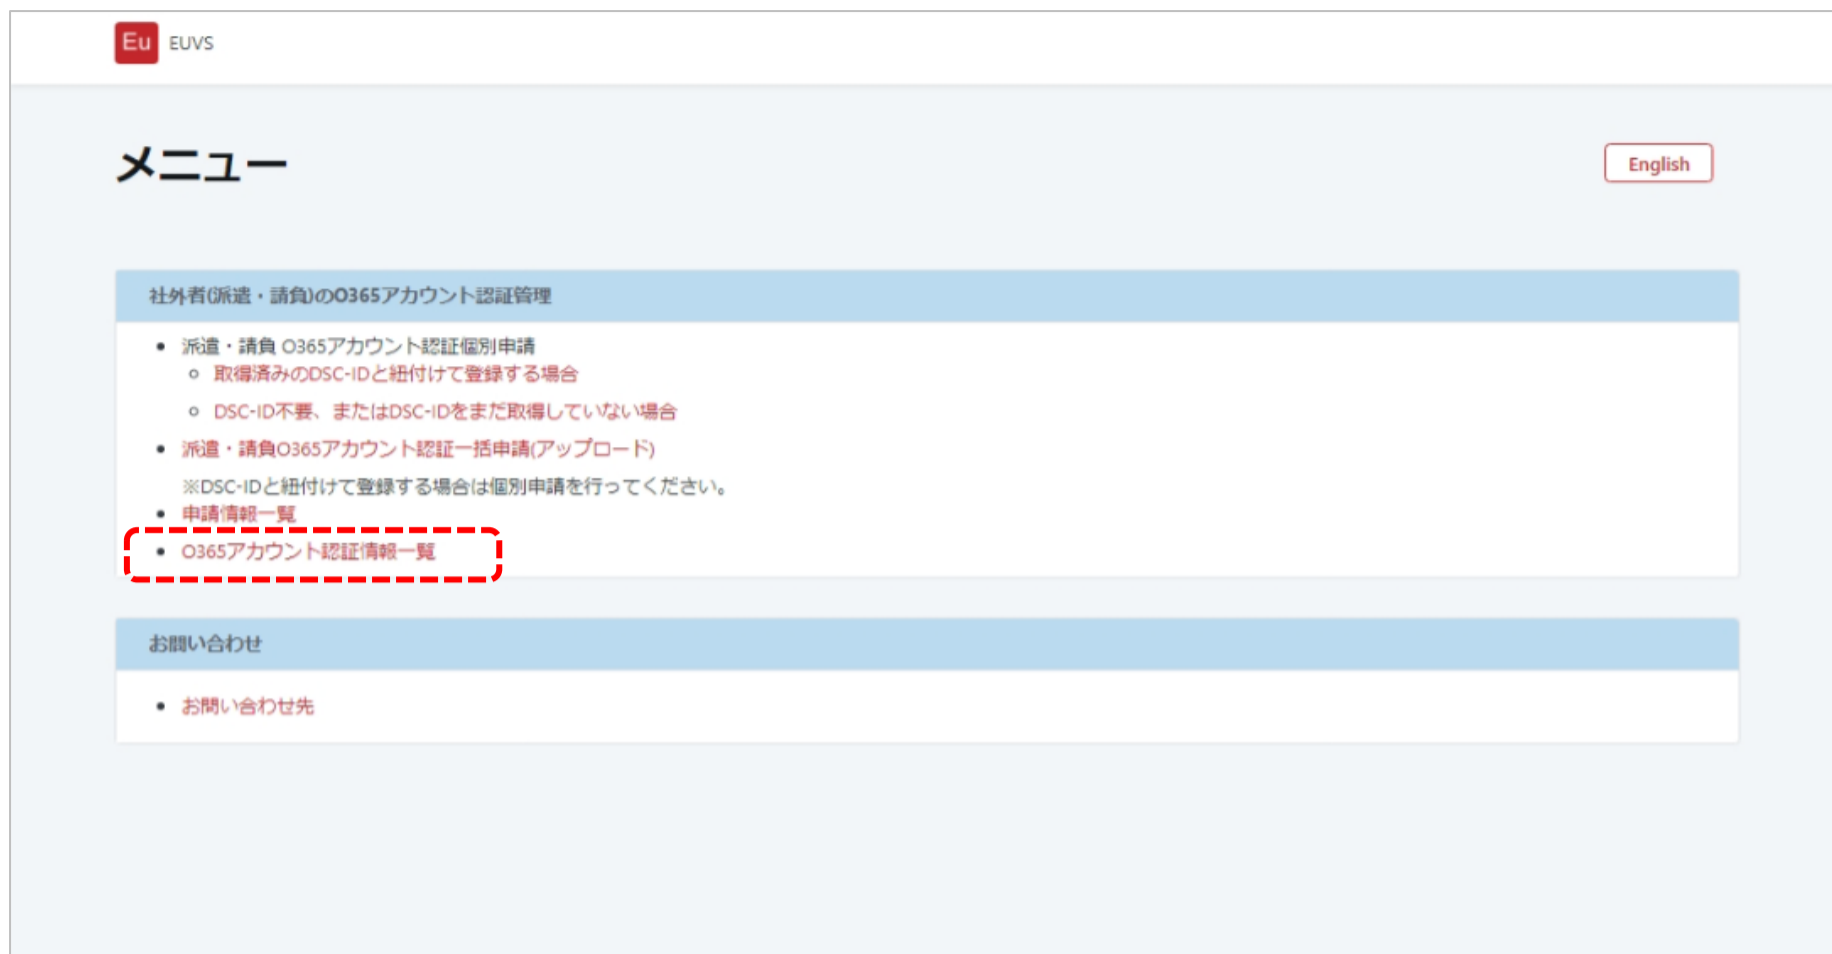 Eu EUVS
メニュー
English
社外者(派遣・請負)のO365アカウント認証管理
派遣・請負 O365アカウント認証個別申請
取得済みのDSC-IDと紐付けて登録する場合
DSC-ID不要、またはDSC-IDをまだ取得していない場合
派遣・請負O365アカウント認証一括申請(アップロード)
※DSC-IDと紐付けて登録する場合は個別申請を行ってください。
申請情報一覧
O365アカウント認証情報一覧
お問い合わせ
お問い合わせ先